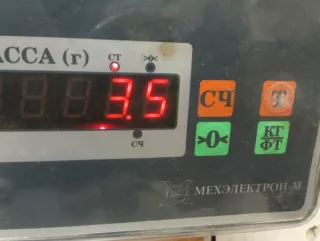 АССА (г)
СТ >0<
3.5
СЧ Т
СЧ
>0< КГ
ФТ
МЕХЭЛЕКТРОН-М